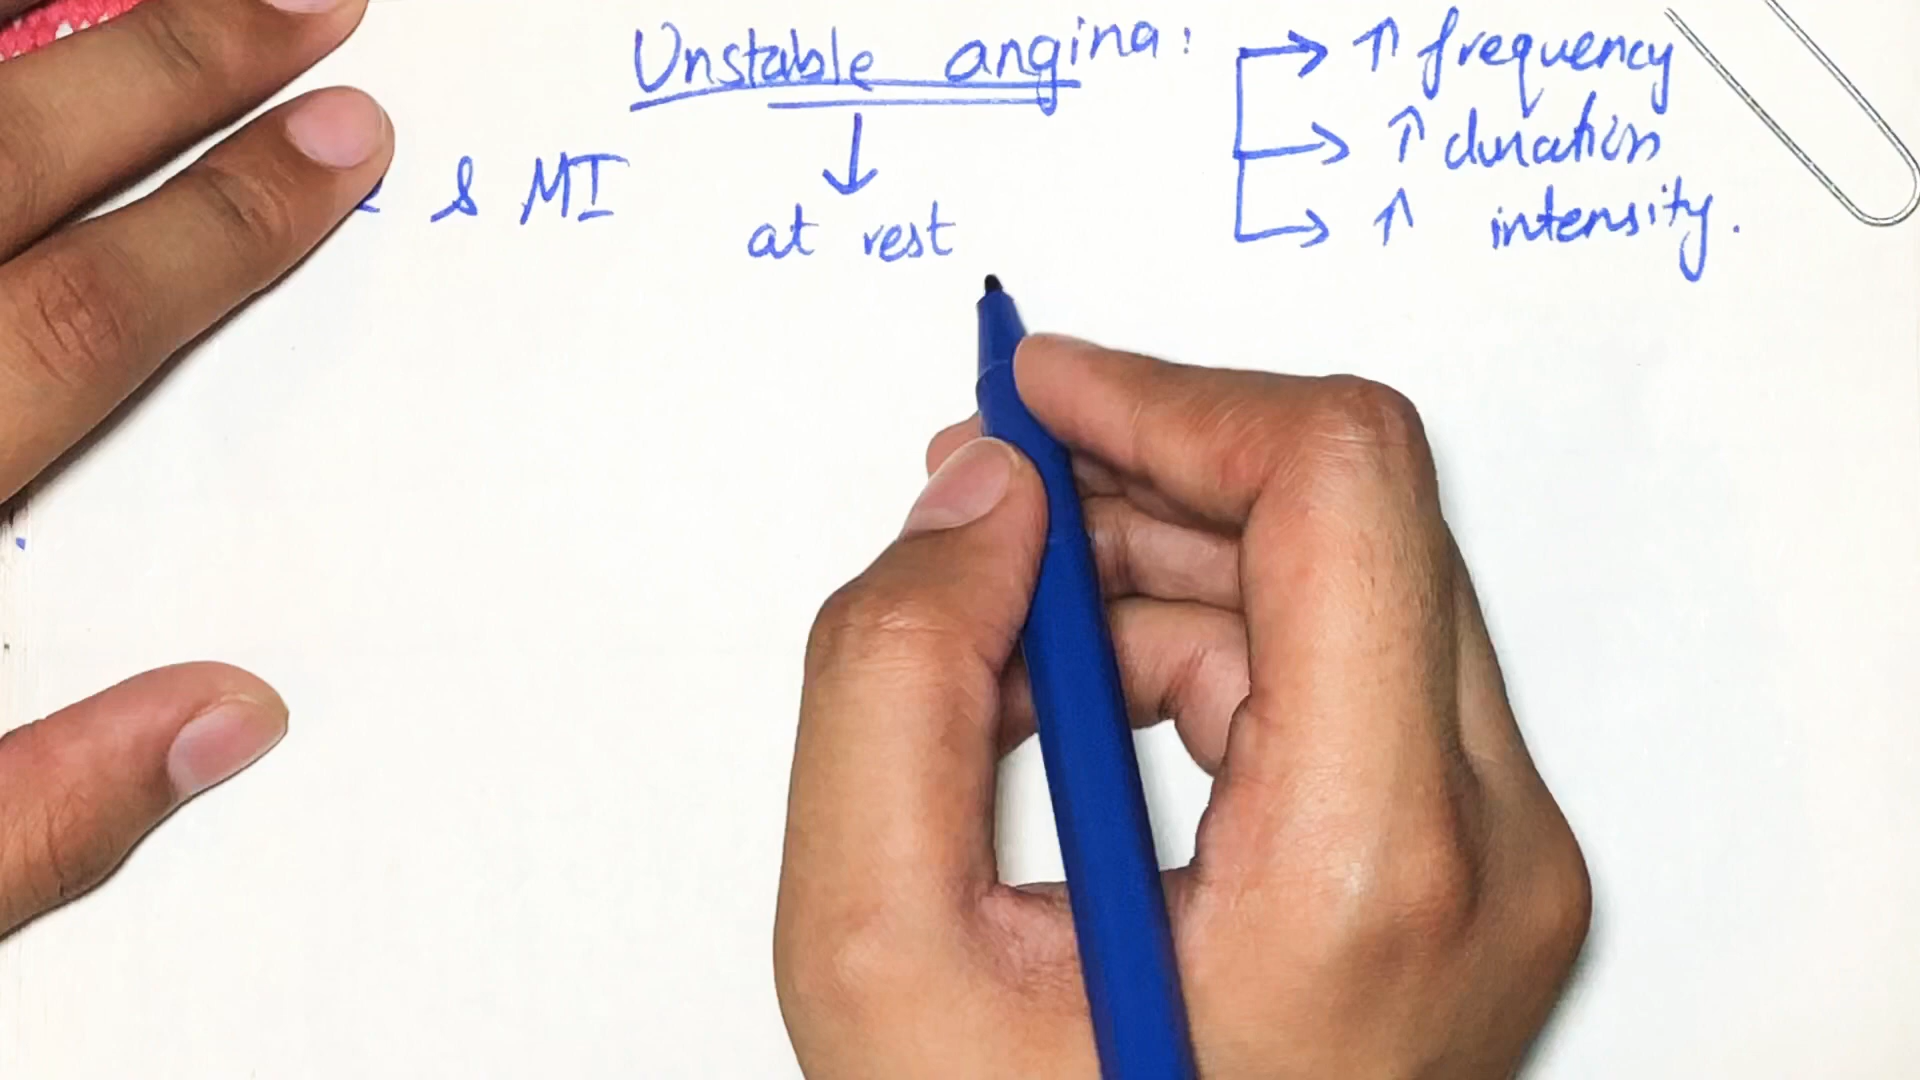 Unstable angina: → ↑ frequency
→ ↑ duration
& MI
↓
at rest
→ ↑ intensity.